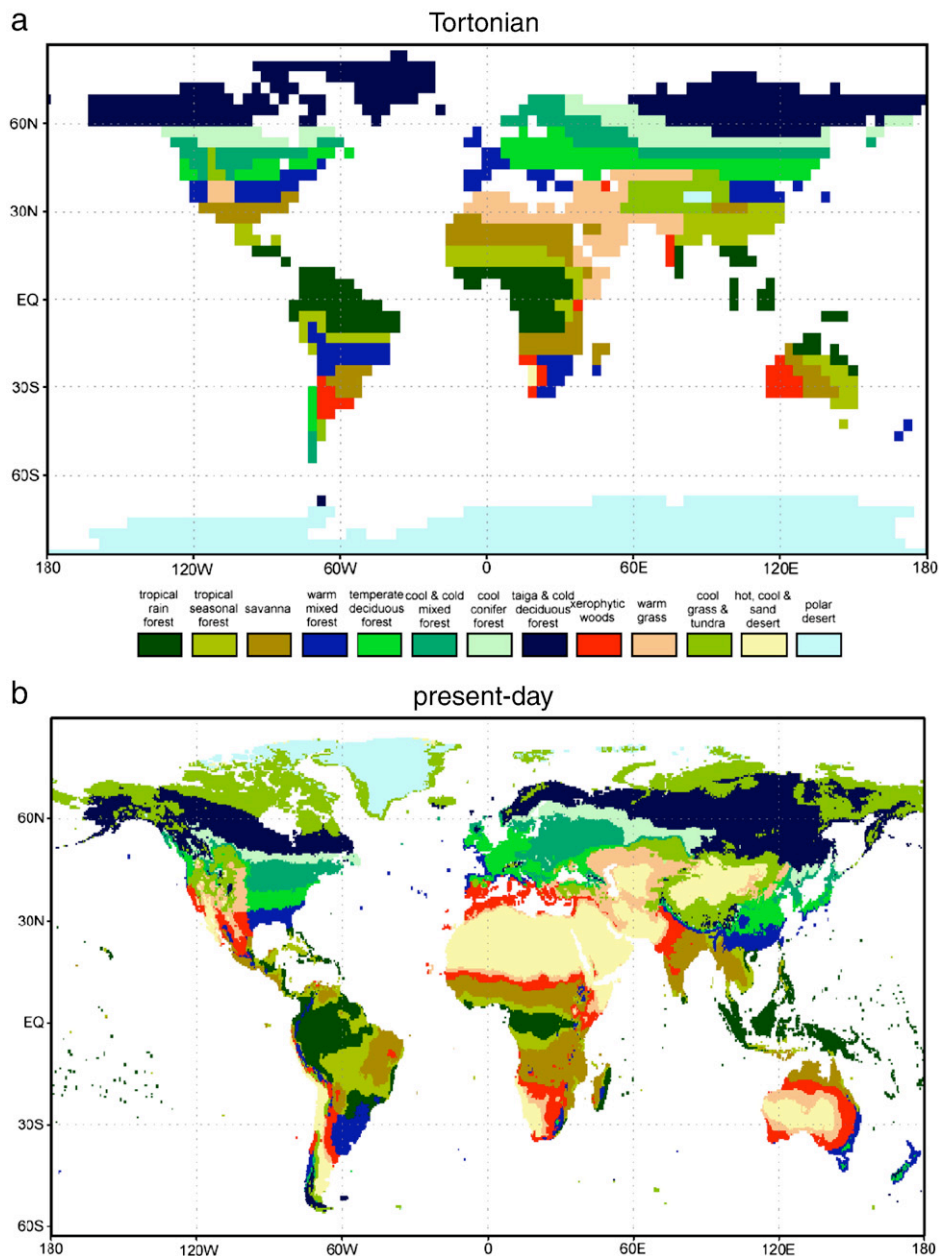 a
Tortonian
60N
30N
EQ
30S
60S
180 120W 60W 0 60E 120E 180
tropical rain forest
tropical seasonal forest
savanna
warm mixed forest
temperate deciduous forest
cool & cold mixed forest
cool conifer forest
taiga & cold deciduous forest
xerophytic woods
warm grass
cool grass & tundra
hot, cool & sand desert
polar desert
b
present-day
60N
30N
EQ
30S
60S
180 120W 60W 0 60E 120E 180